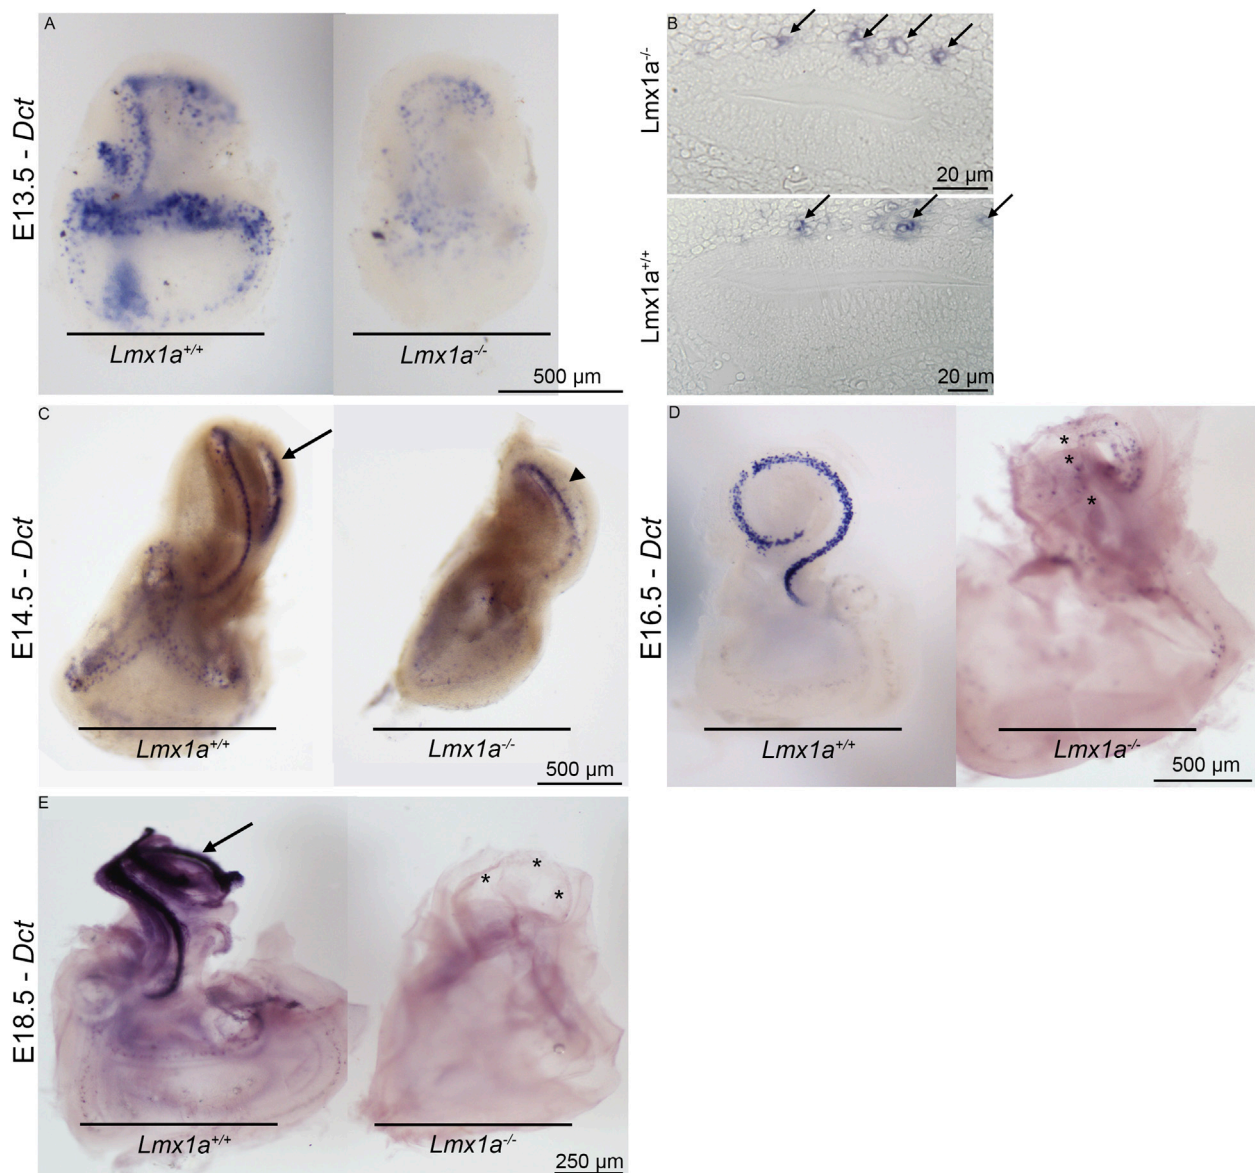 A
E13.5 - Dct
Lmx1a+/+
Lmx1a-/-
500 µm
B
Lmx1a-/-
20 µm
Lmx1a+/+
20 µm
C
E14.5 - Dct
Lmx1a+/+
Lmx1a-/-
500 µm
D
E16.5 - Dct
* * *
Lmx1a+/+
Lmx1a-/-
500 µm
E
E18.5 - Dct
* * *
Lmx1a+/+
Lmx1a-/-
250 µm